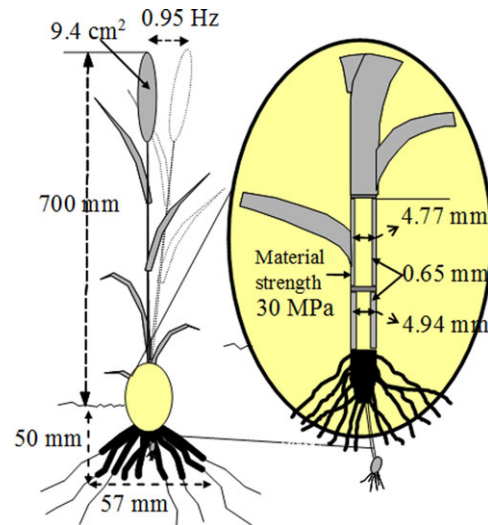 0.95 Hz
9.4 cm²
700 mm
50 mm
57 mm
4.77 mm
Material
strength
30 MPa
0.65 mm
4.94 mm